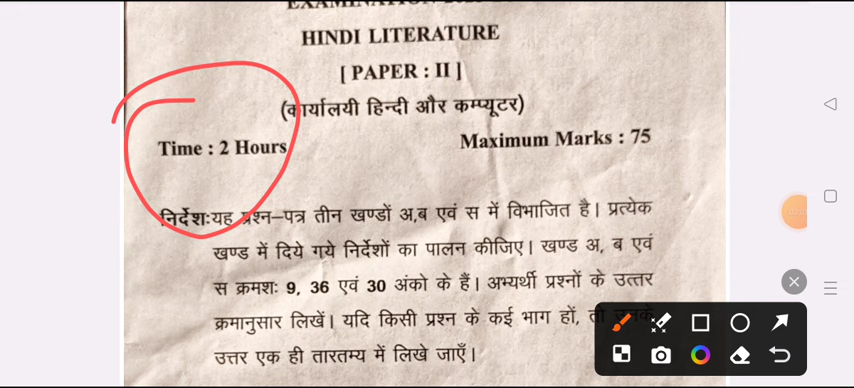 HINDI LITERATURE
[ PAPER : II ]
(कार्यालयी हिन्दी और कम्प्यूटर)
Time : 2 Hours
Maximum Marks : 75
निर्देशः यह प्रश्न–पत्र तीन खण्डों अ,ब एवं स में विभाजित है। प्रत्येक
खण्ड में दिये गये निर्देशों का पालन कीजिए। खण्ड अ, ब एवं
स क्रमशः 9, 36 एवं 30 अंको के हैं। अभ्यर्थी प्रश्नों के उत्तर
क्रमानुसार लिखें। यदि किसी प्रश्न के कई भाग हों, तो उनके
उत्तर एक ही तारतम्य में लिखे जाएँ।